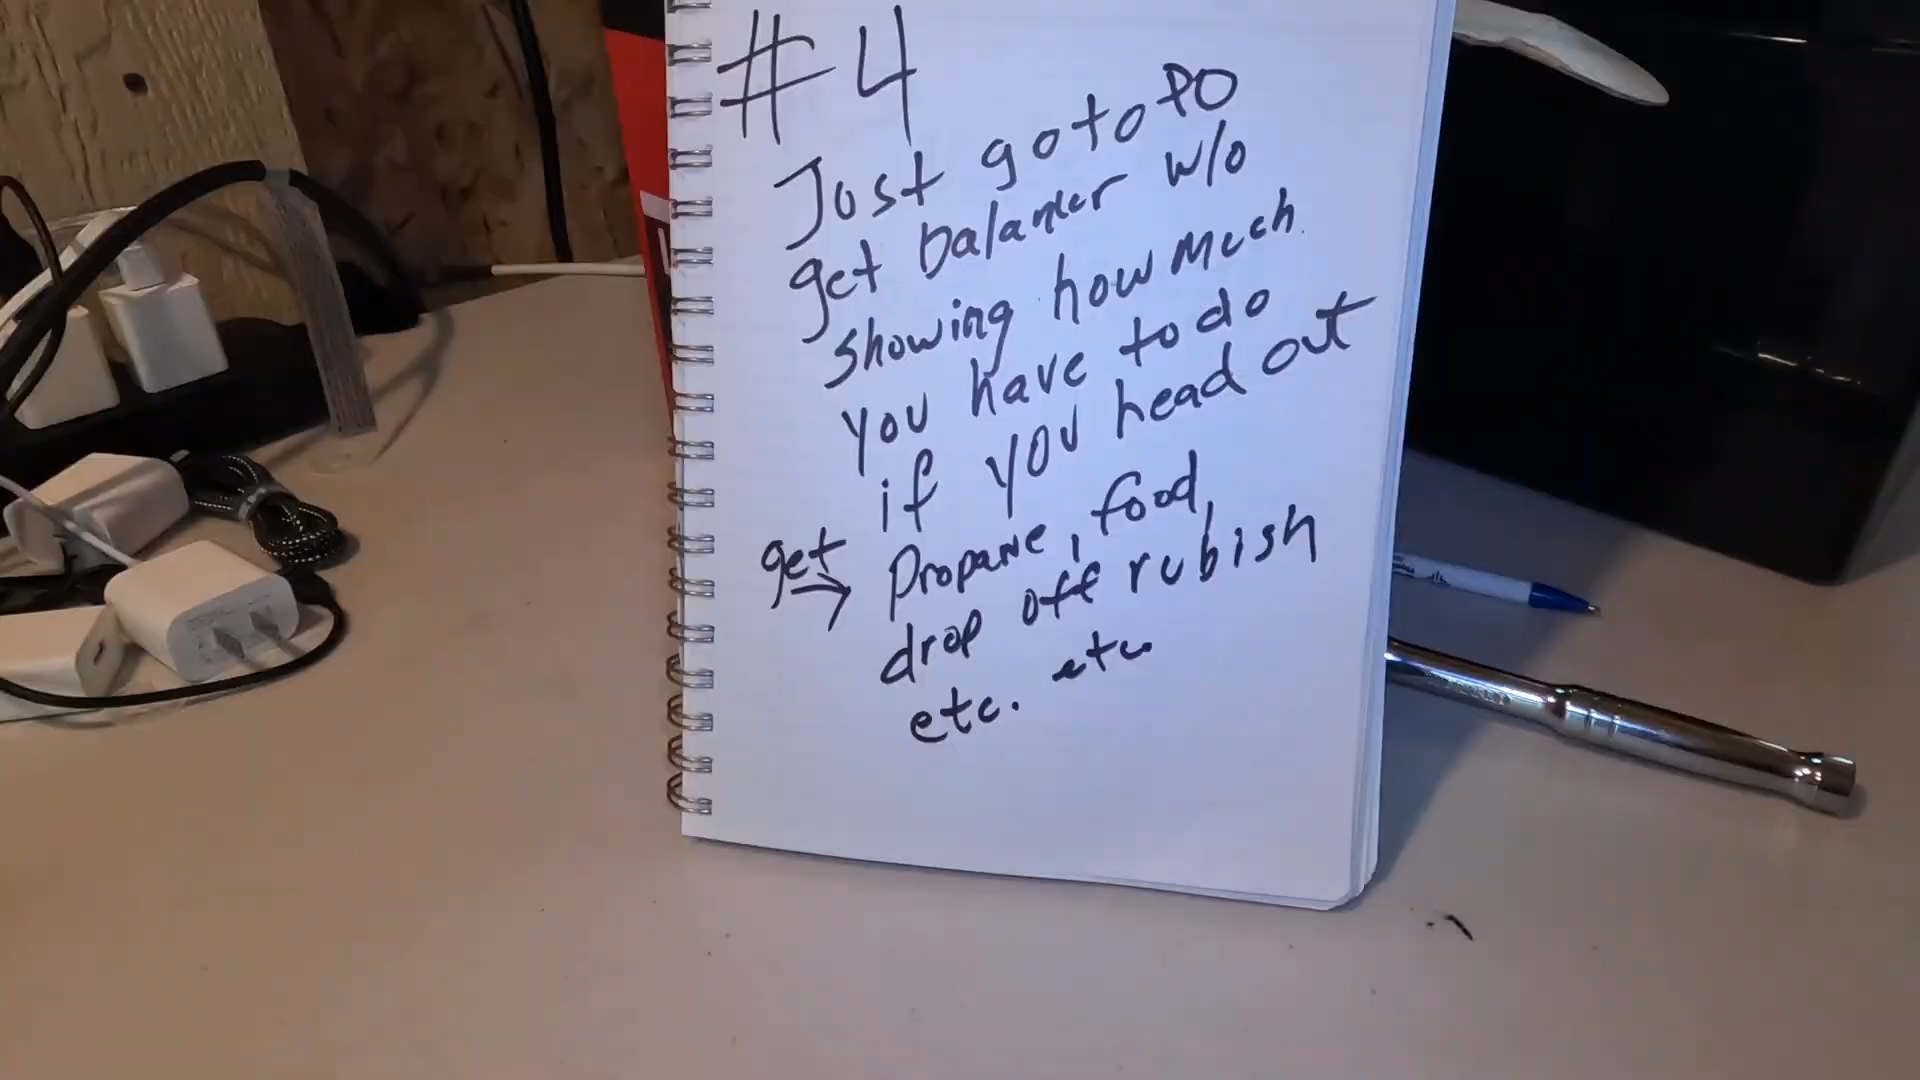 #4
Just go to PO
get balancer w/o
showing how much
you have to do
if you head out
get → Propane, food,
drop off rubish
etc. etc.